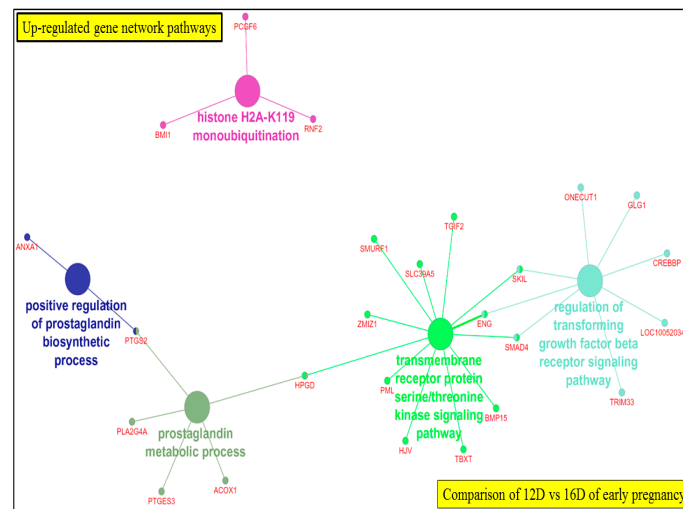 Up-regulated gene network pathways
PCGF6
BMI1
RNF2
histone H2A-K119
monoubiquitination
ONECUT1
GLG1
TGIF2
SMURF1
ANXA1
SLC39A5
SKIL
CREBBP
positive regulation
of prostaglandin
biosynthetic
process
PTGS2
ZMIZ1
ENG
SMAD4
regulation of
transforming
growth factor beta
receptor signaling
pathway
LOC10052034
TRIM33
transmembrane
receptor protein
serine/threonine
kinase signaling
pathway
HPGD
PML
BMP15
HJV
TBXT
PLA2G4A
prostaglandin
metabolic process
PTGES3
ACOX1
Comparison of 12D vs 16D of early pregnancy